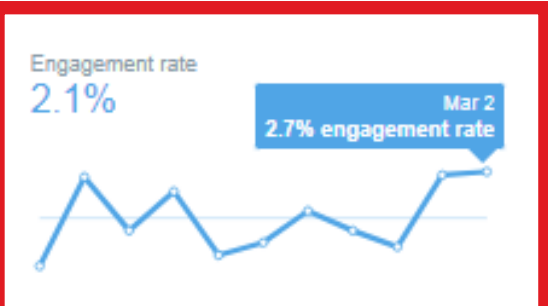 Engagement rate
2.1%
Mar 2
2.7% engagement rate